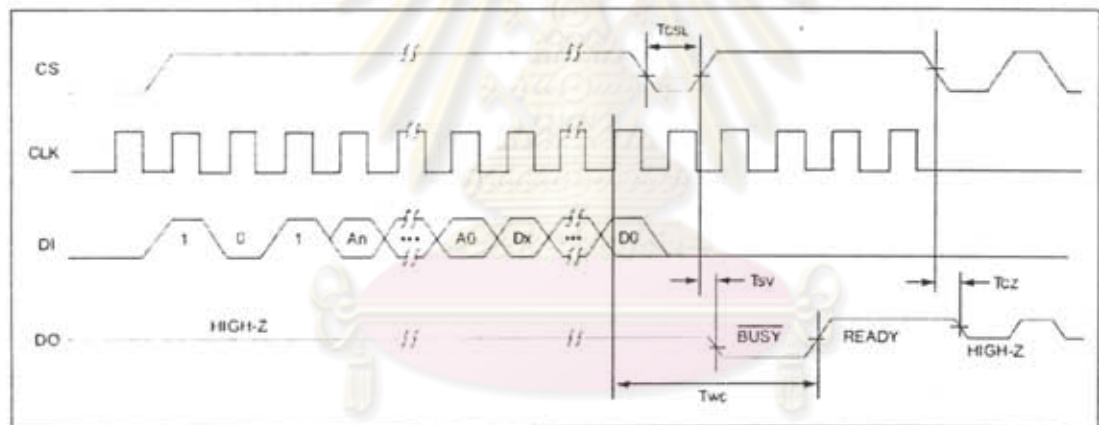 CS
TCSL
CLK
DI
1 0 1 An ••• A0 Dx ••• D0
TSV
TCZ
DO
HIGH-Z
BUSY
READY
HIGH-Z
TWC